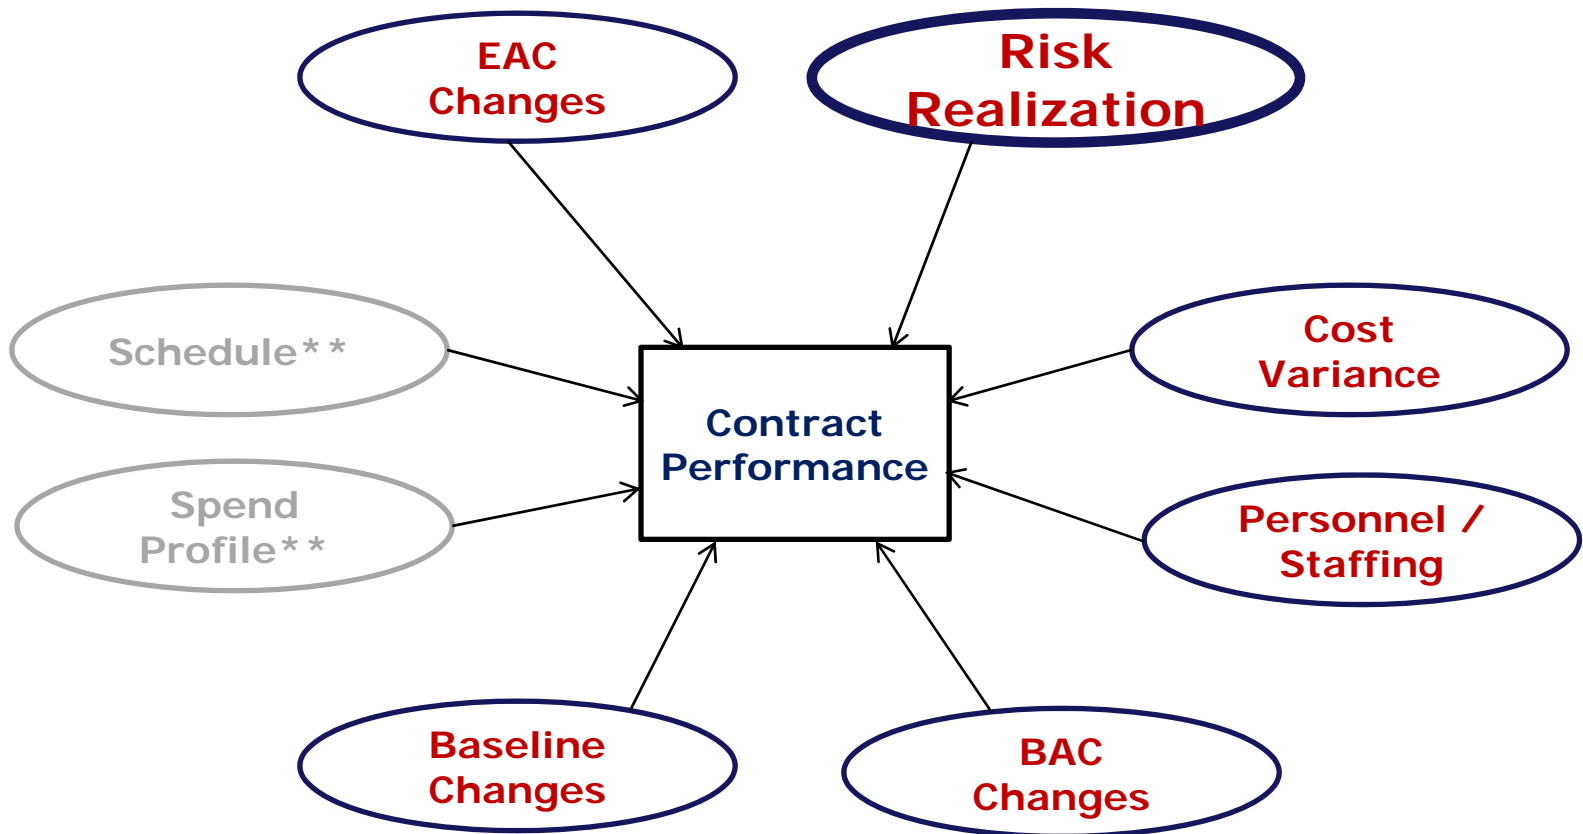 EAC
Changes
Risk
Realization
Schedule**
Cost
Variance
Contract
Performance
Spend
Profile**
Personnel /
Staffing
Baseline
Changes
BAC
Changes